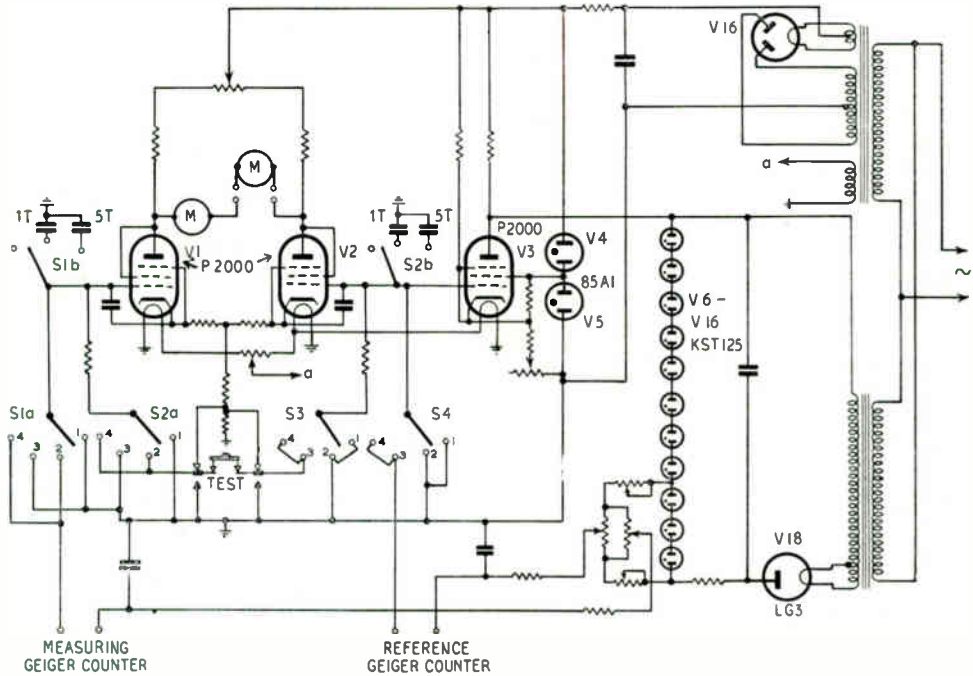 V16
M
M
a
1T
5T
1T
5T
S1b
V1
P2000
V2
S2b
P2000
V3
V4
85A1
V5
V6-
V16
KST125
~
a
S1a
S2a
S3
S4
4
3
2
1
4
3
2
1
4
3
2
1
4
3
2
1
TEST
V18
LG3
MEASURING
GEIGER COUNTER
REFERENCE
GEIGER COUNTER